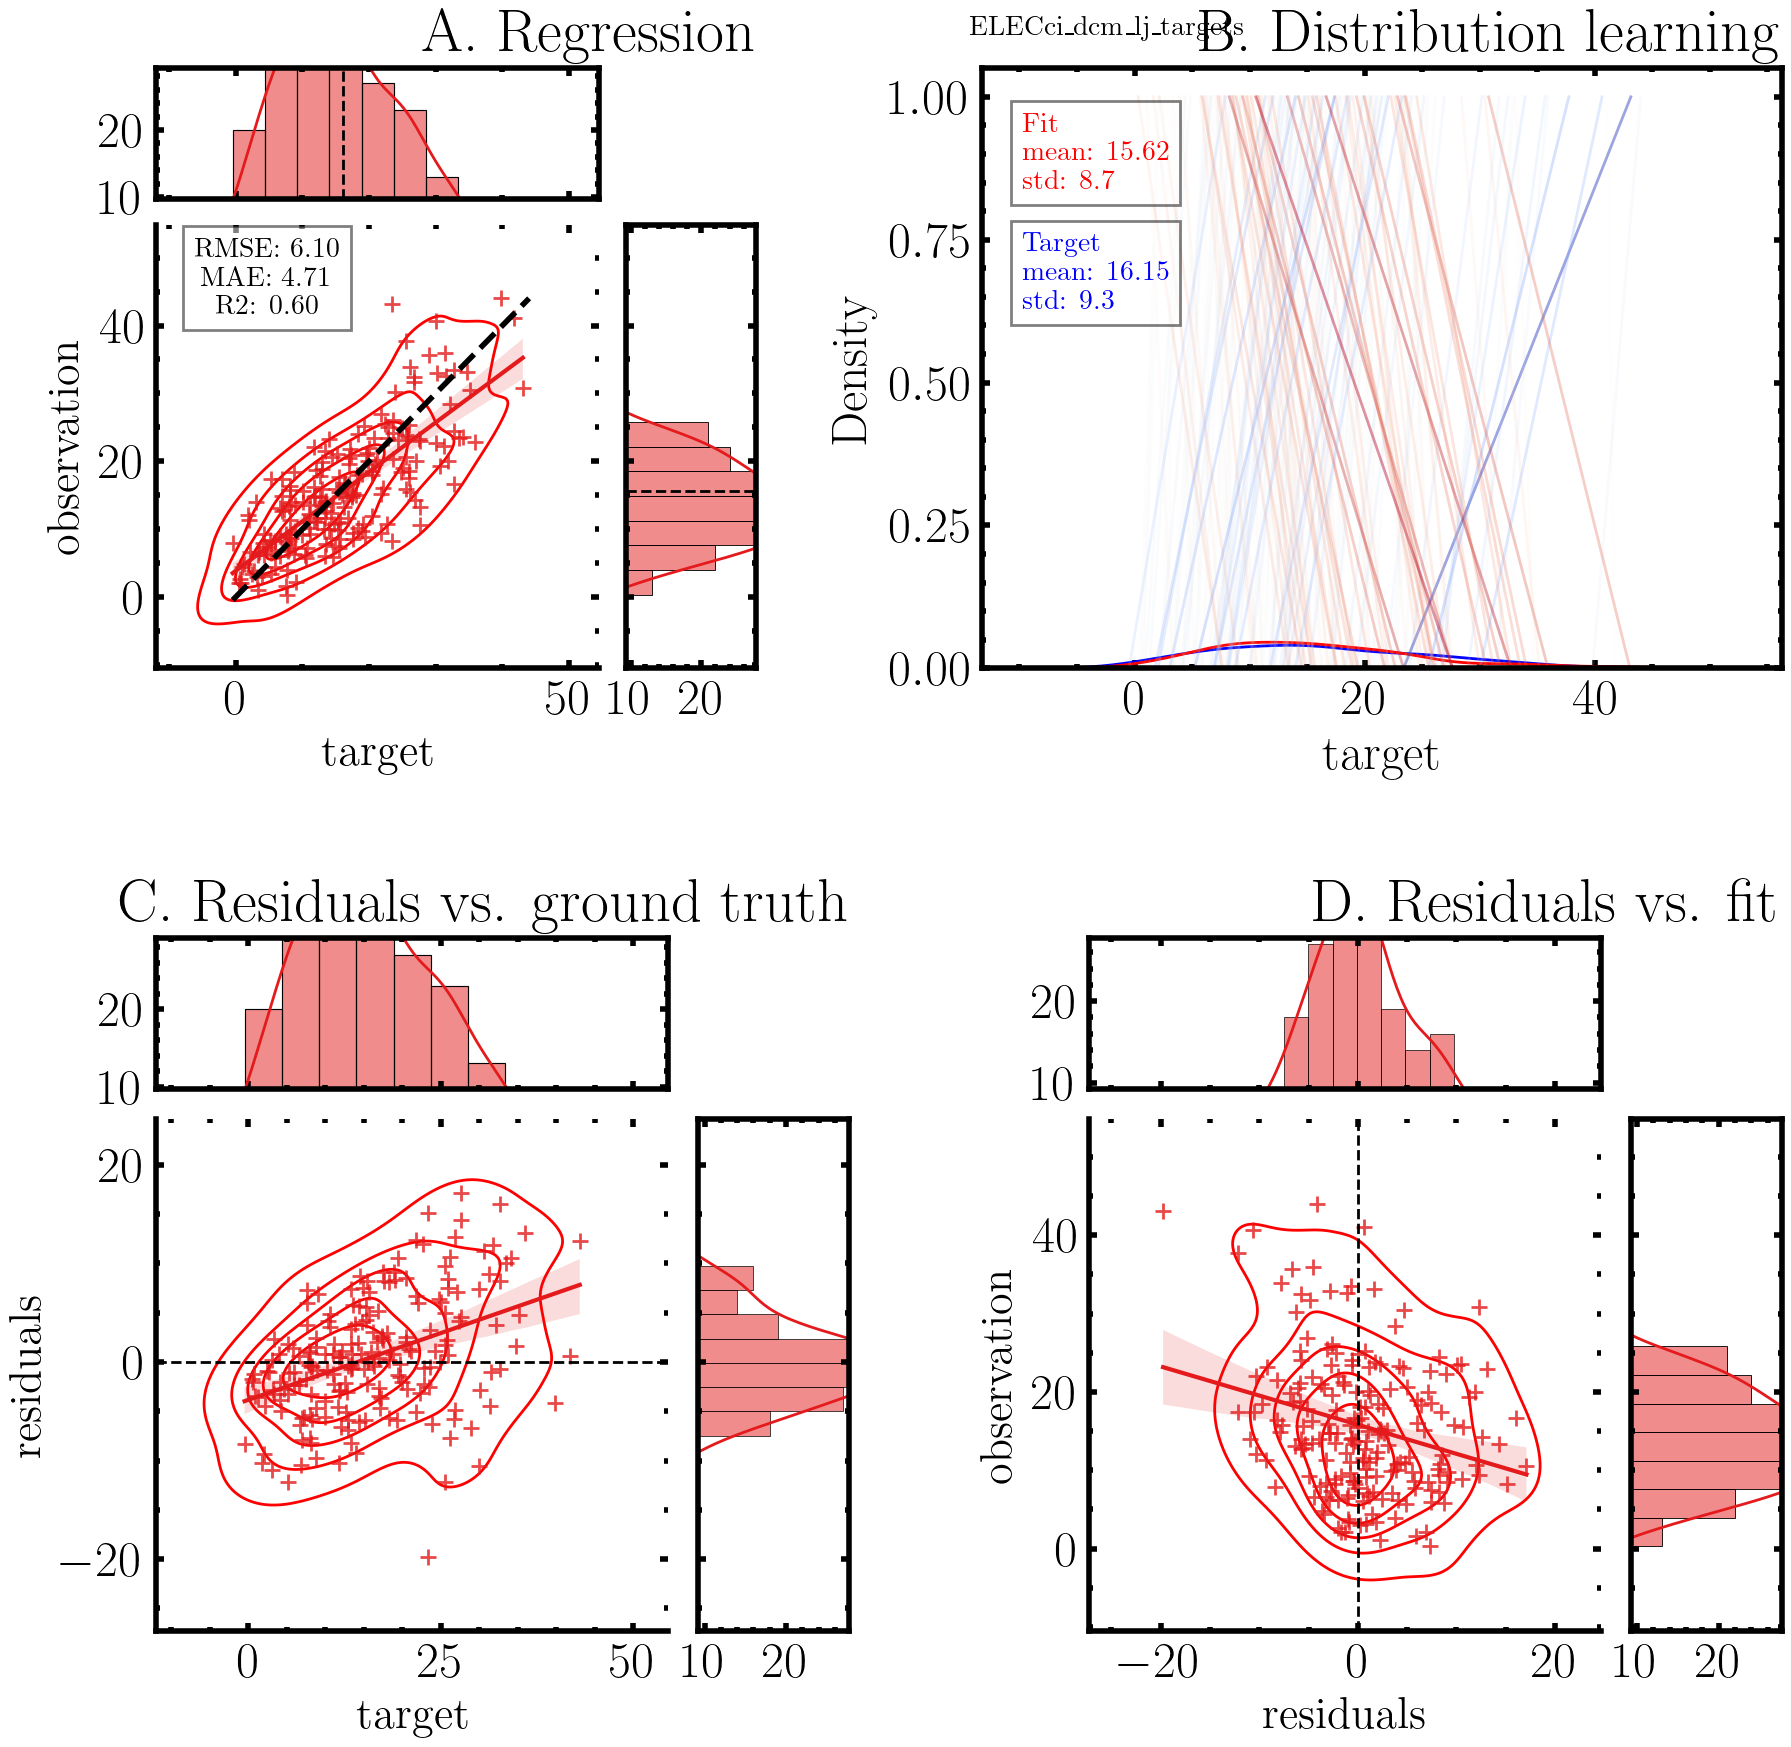 A. Regression
20
10
RMSE: 6.10
MAE: 4.71
R2: 0.60
observation
40
20
0
0
50
10
20
target
ELECci_dcm_lj_targets
B. Distribution learning
Density
1.00
0.75
0.50
0.25
0.00
Fit
mean: 15.62
std: 8.7
Target
mean: 16.15
std: 9.3
0
20
40
target
C. Residuals vs. ground truth
20
10
residuals
20
0
−20
0
25
50
10
20
target
D. Residuals vs. fit
20
10
observation
40
20
0
−20
0
20
10
20
residuals